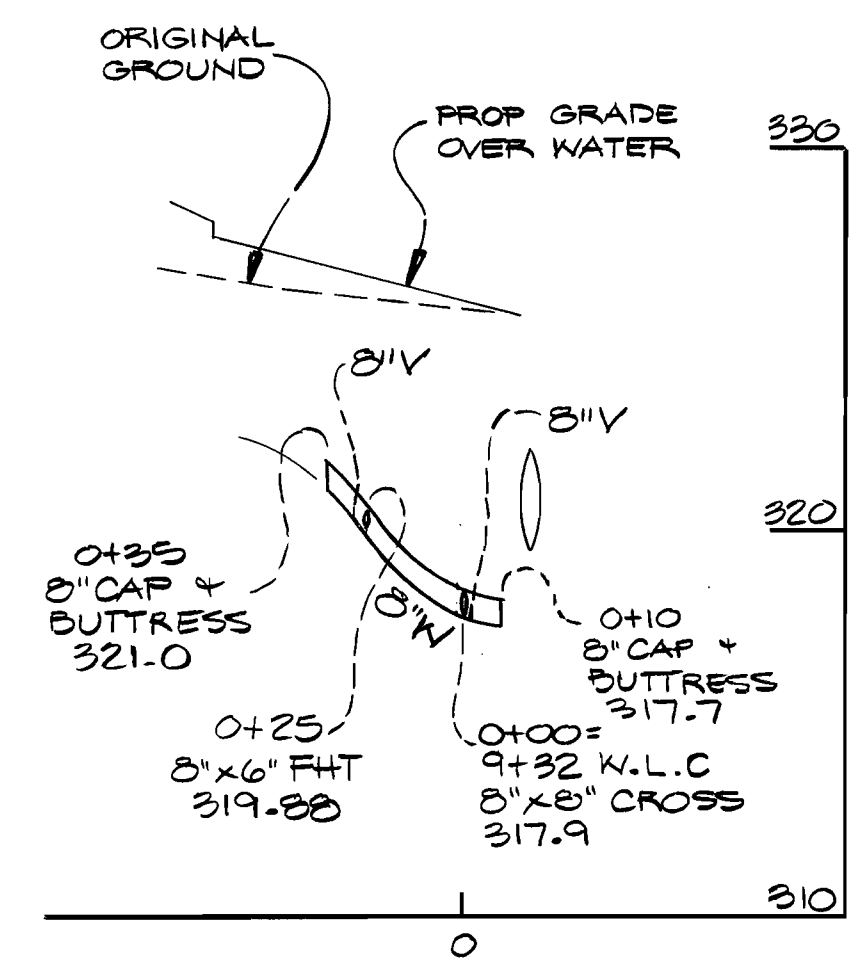 ORIGINAL
GROUND
PROP GRADE
OVER WATER
330
8"V
8"V
320
0+35
8" CAP +
BUTTRESS
321.0
8"W
0+10
8" CAP +
BUTTRESS
317.7
0+25
8"x6" FHT
319.88
0+00=
9+32 W.L.C
8"x8" CROSS
317.9
310
0